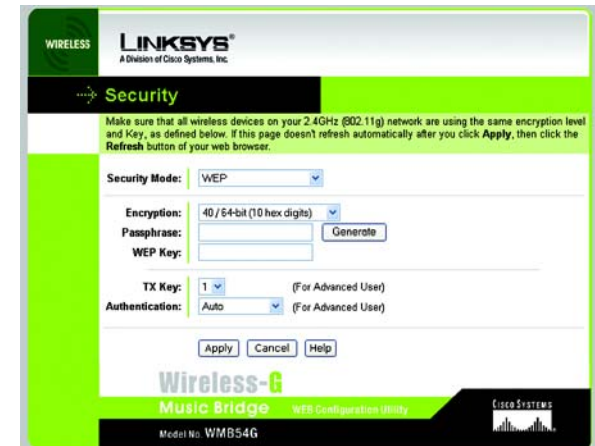 WIRELESS
LINKSYS®
A Division of Cisco Systems, Inc.
Security
Make sure that all wireless devices on your 2.4GHz (802.11g) network are using the same encryption level
and Key, as defined below. If this page doesn't refresh automatically after you click Apply, then click the
Refresh button of your web browser.
Security Mode: WEP
Encryption: 40 / 64-bit (10 hex digits)
Passphrase: Generate
WEP Key:
TX Key: 1 (For Advanced User)
Authentication: Auto (For Advanced User)
Apply Cancel Help
Wireless-G
Music Bridge WEB Configuration Utility
CISCO SYSTEMS
Model No. WMB54G